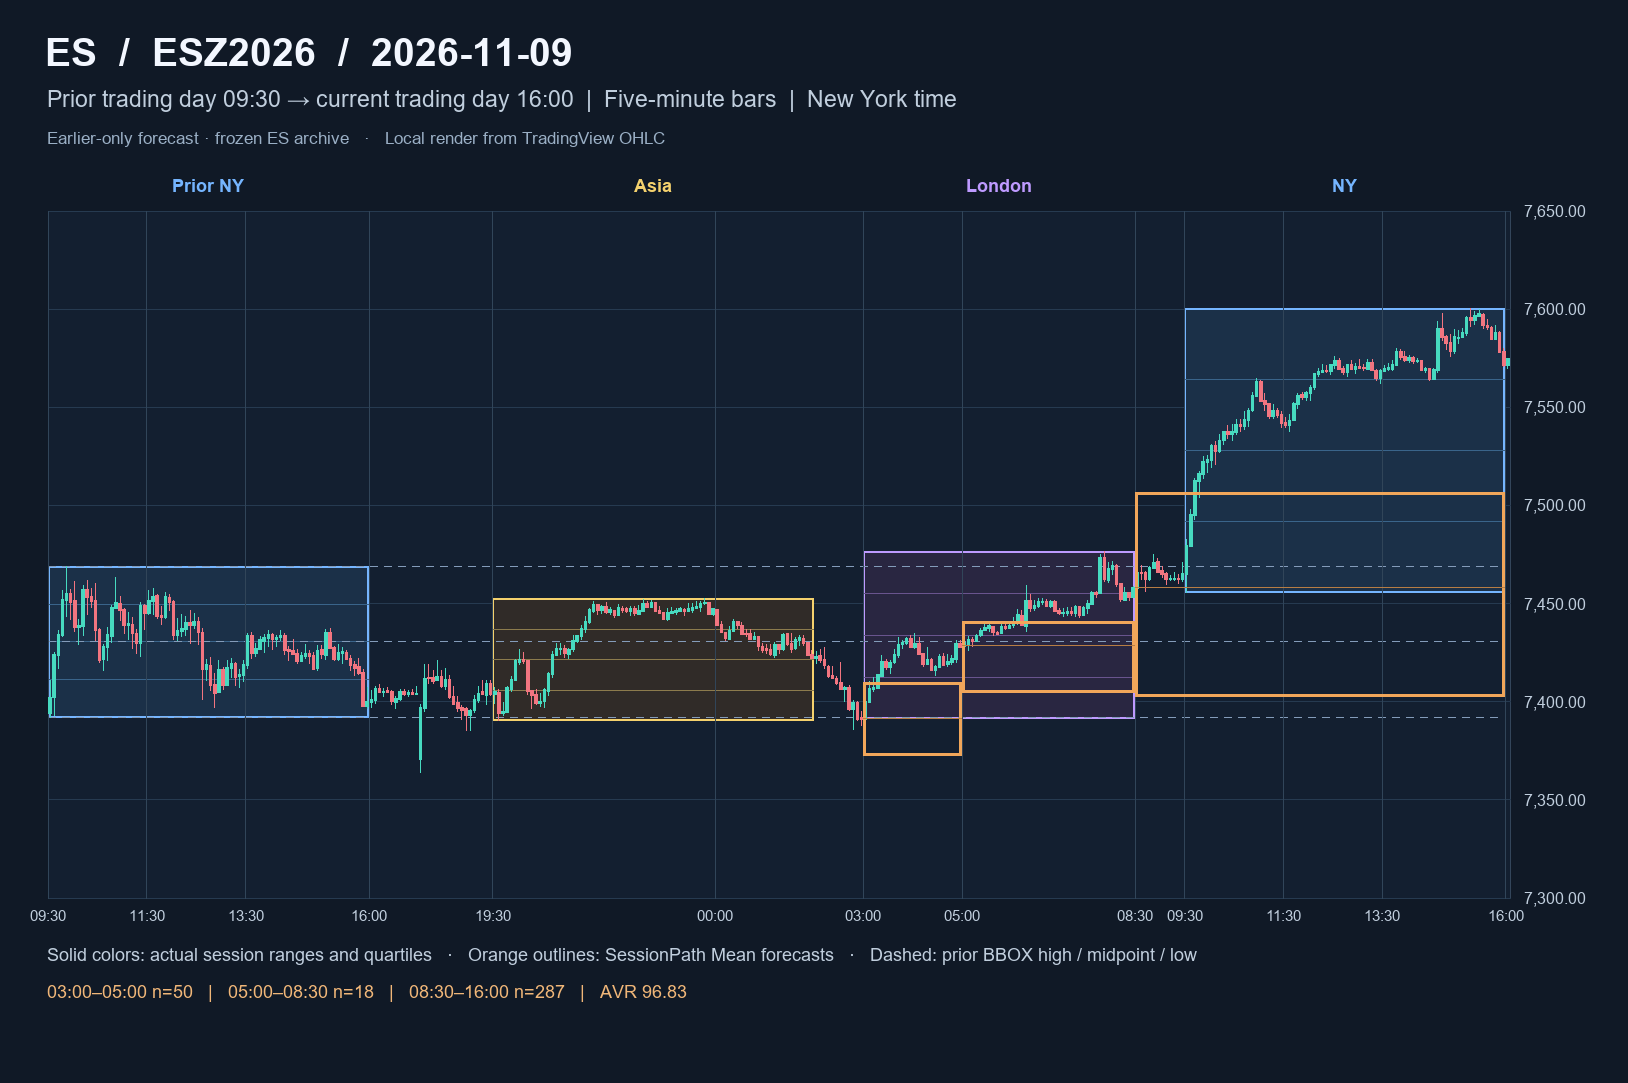 ES / ESZ2026 / 2026-11-09
Prior trading day 09:30 → current trading day 16:00 | Five-minute bars | New York time
Earlier-only forecast · frozen ES archive · Local render from TradingView OHLC
Prior NY Asia London NY
7,650.00
7,600.00
7,550.00
7,500.00
7,450.00
7,400.00
7,350.00
7,300.00
09:30 11:30 13:30 16:00 19:30 00:00 03:00 05:00 08:30 09:30 11:30 13:30 16:00
Solid colors: actual session ranges and quartiles · Orange outlines: SessionPath Mean forecasts · Dashed: prior BBOX high / midpoint / low
03:00–05:00 n=50 | 05:00–08:30 n=18 | 08:30–16:00 n=287 | AVR 96.83